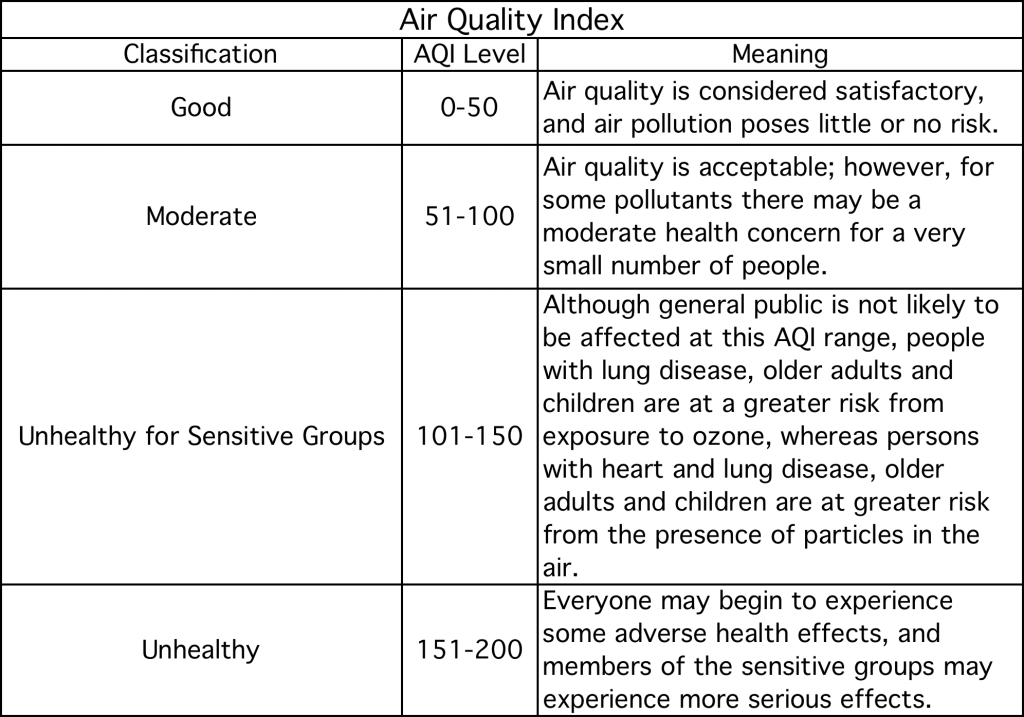 Air Quality Index
Classification AQI Level Meaning
Good 0-50 Air quality is considered satisfactory,
and air pollution poses little or no risk.
Moderate 51-100 Air quality is acceptable; however, for
some pollutants there may be a
moderate health concern for a very
small number of people.
Unhealthy for Sensitive Groups 101-150 Although general public is not likely to
be affected at this AQI range, people
with lung disease, older adults and
children are at a greater risk from
exposure to ozone, whereas persons
with heart and lung disease, older
adults and children are at greater risk
from the presence of particles in the
air.
Unhealthy 151-200 Everyone may begin to experience
some adverse health effects, and
members of the sensitive groups may
experience more serious effects.